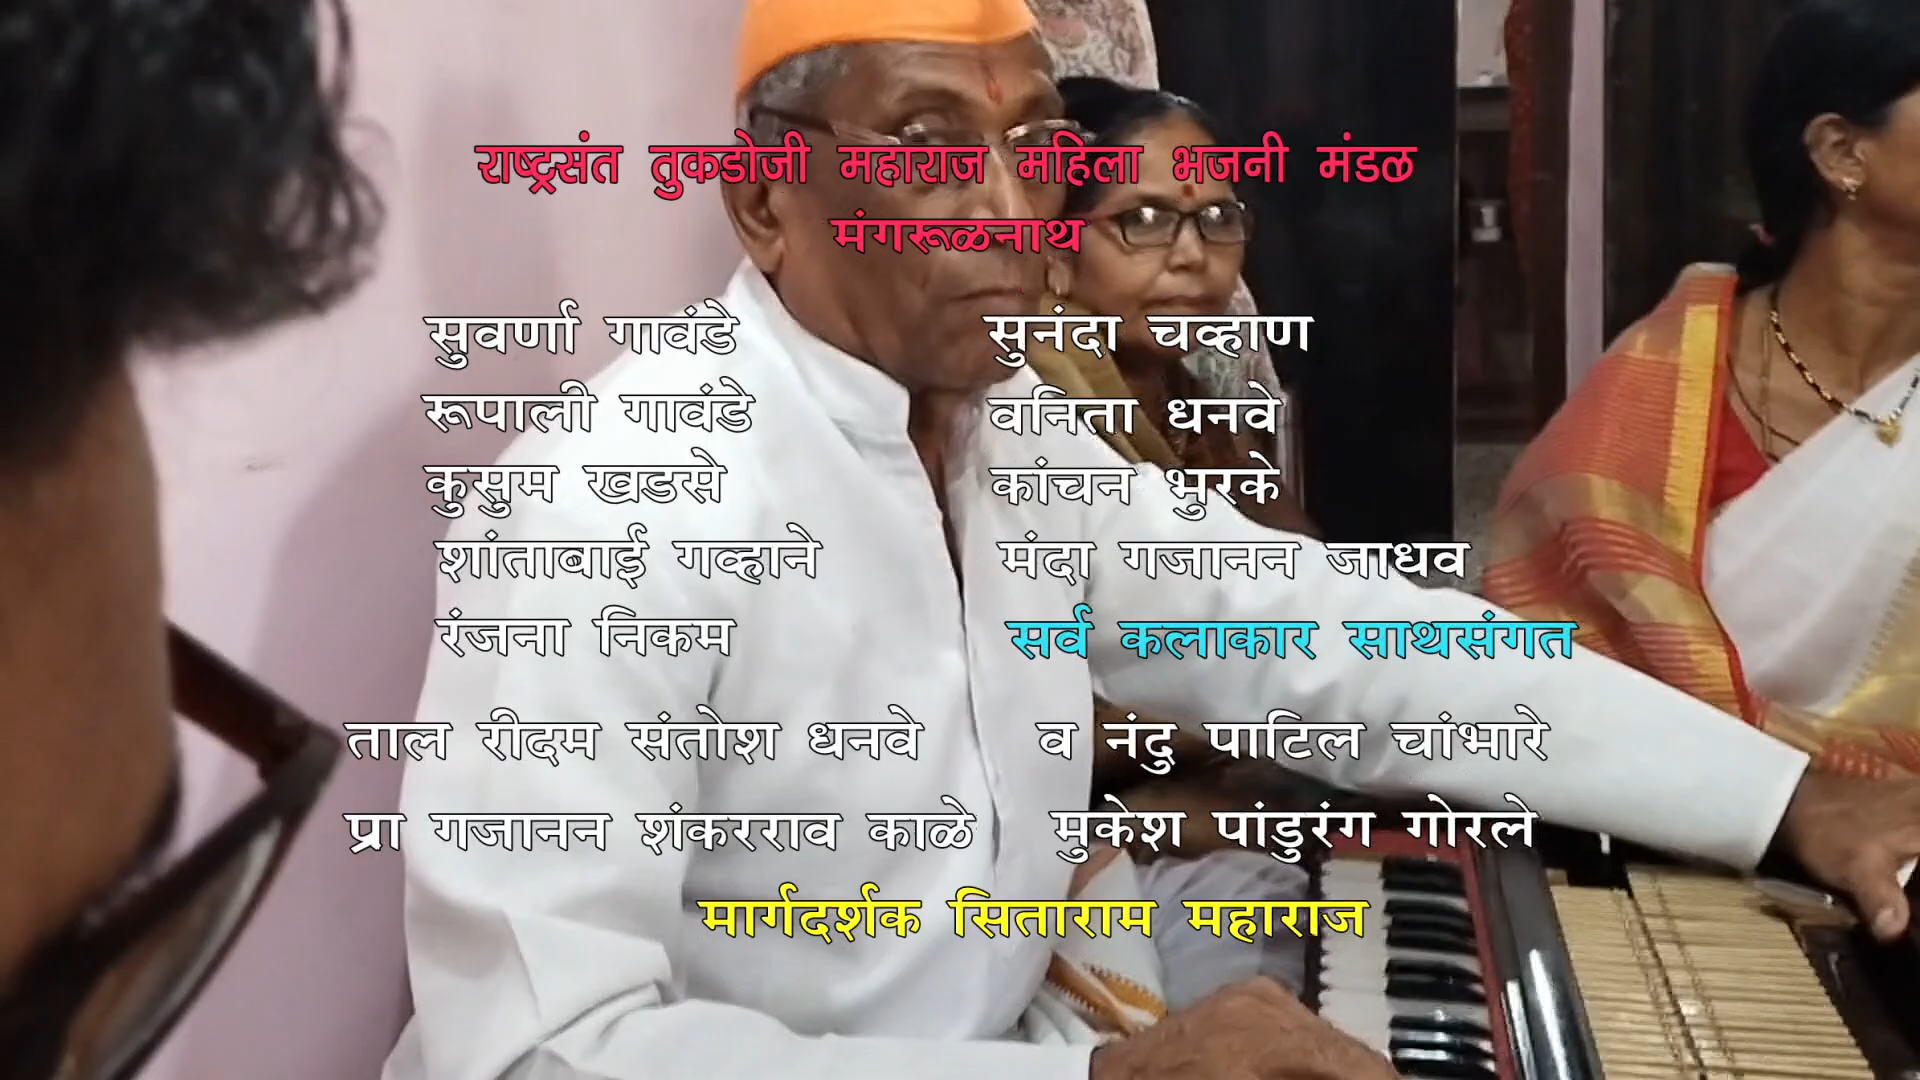 राष्ट्रसंत तुकडोजी महाराज महिला भजनी मंडळ
मंगरूळनाथ
सुवर्णा गावंडे सुनंदा चव्हाण
रूपाली गावंडे वनिता धनवे
कुसुम खडसे कांचन भुरके
शांताबाई गव्हाने मंदा गजानन जाधव
रंजना निकम सर्व कलाकार साथसंगत
ताल रीदम संतोश धनवे व नंदु पाटिल चांभारे
प्रा गजानन शंकरराव काळे मुकेश पांडुरंग गोरले
मार्गदर्शक सिताराम महाराज